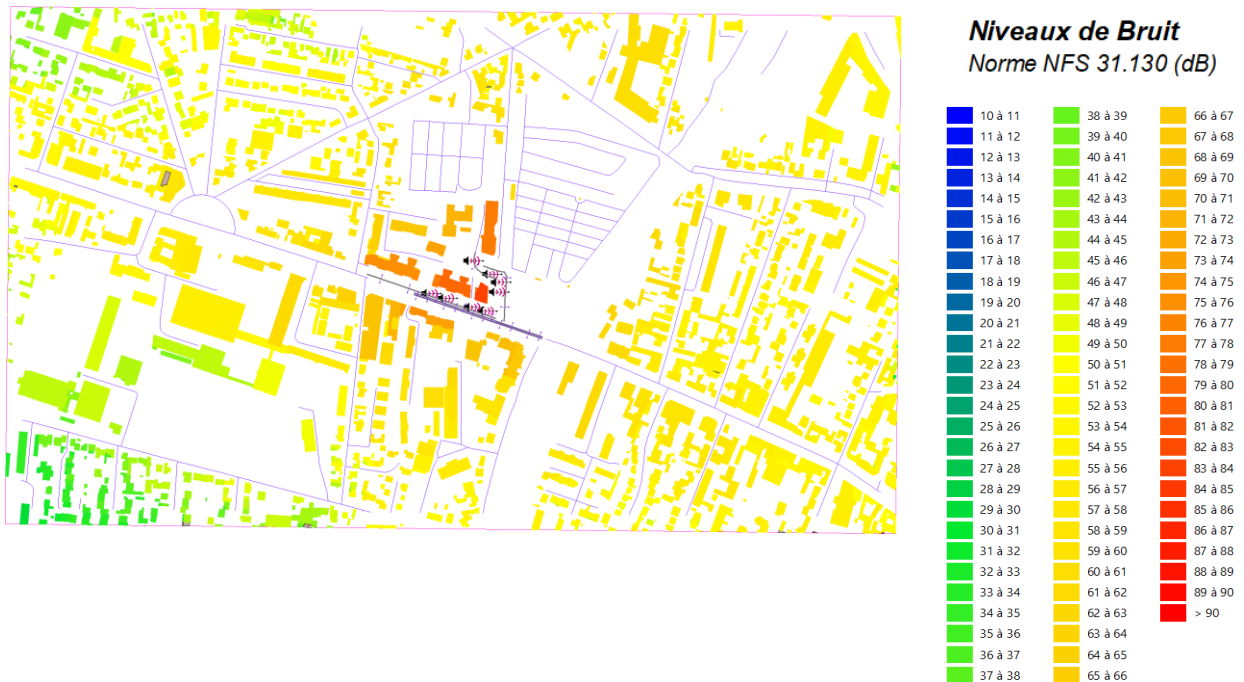 Niveaux de Bruit
Norme NFS 31.130 (dB)
10 à 11
11 à 12
12 à 13
13 à 14
14 à 15
15 à 16
16 à 17
17 à 18
18 à 19
19 à 20
20 à 21
21 à 22
22 à 23
23 à 24
24 à 25
25 à 26
26 à 27
27 à 28
28 à 29
29 à 30
30 à 31
31 à 32
32 à 33
33 à 34
34 à 35
35 à 36
36 à 37
37 à 38
38 à 39
39 à 40
40 à 41
41 à 42
42 à 43
43 à 44
44 à 45
45 à 46
46 à 47
47 à 48
48 à 49
49 à 50
50 à 51
51 à 52
52 à 53
53 à 54
54 à 55
55 à 56
56 à 57
57 à 58
58 à 59
59 à 60
60 à 61
61 à 62
62 à 63
63 à 64
64 à 65
65 à 66
66 à 67
67 à 68
68 à 69
69 à 70
70 à 71
71 à 72
72 à 73
73 à 74
74 à 75
75 à 76
76 à 77
77 à 78
78 à 79
79 à 80
80 à 81
81 à 82
82 à 83
83 à 84
84 à 85
85 à 86
86 à 87
87 à 88
88 à 89
89 à 90
> 90